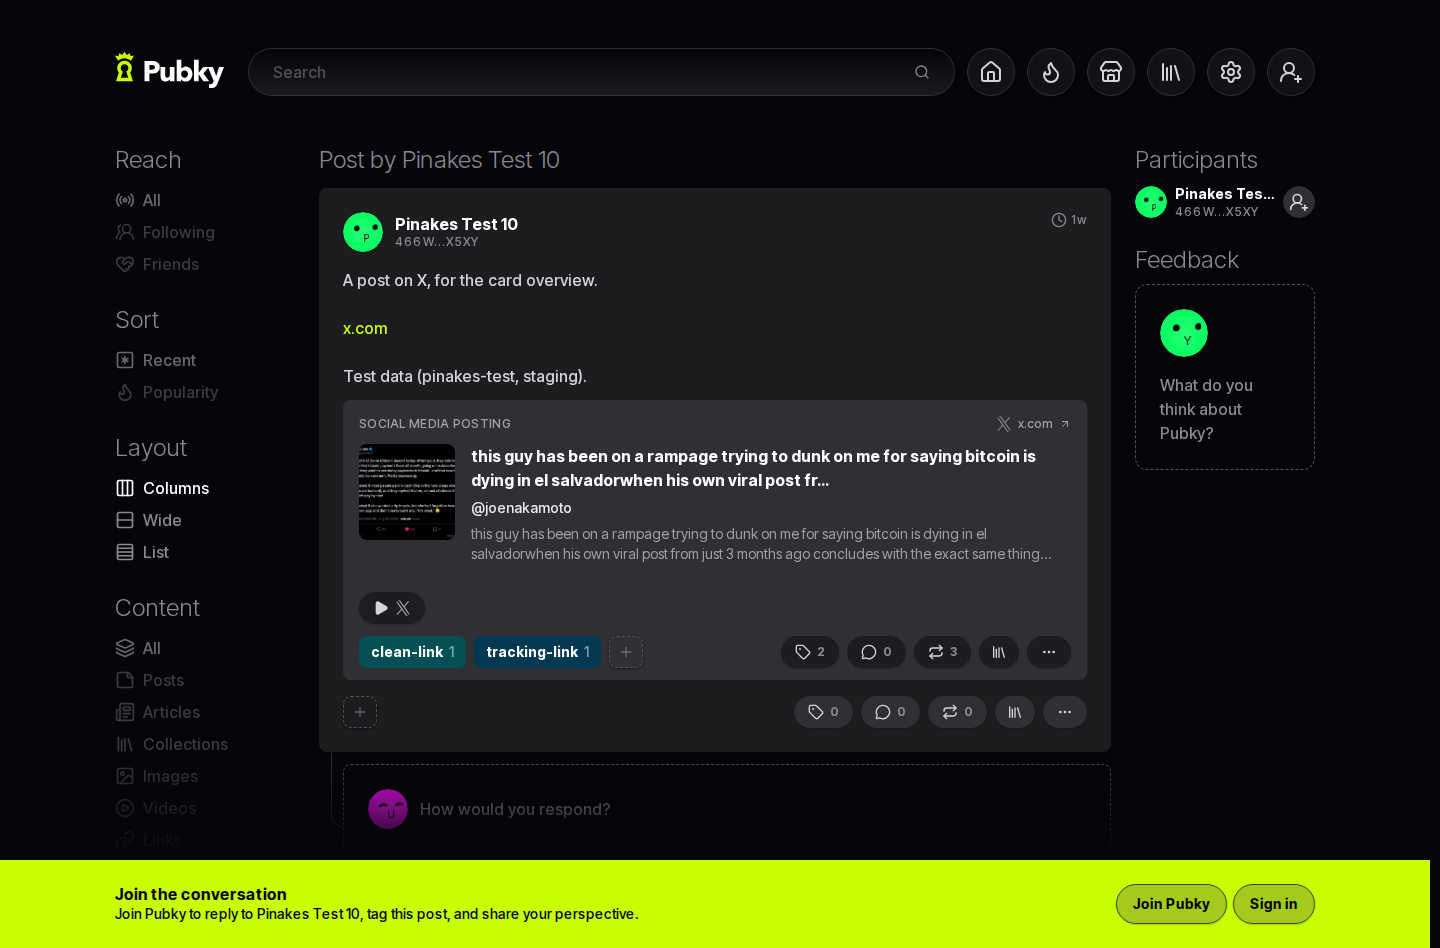 Pubky
Search
Reach
All
Following
Friends
Sort
Recent
Popularity
Layout
Columns
Wide
List
Content
All
Posts
Articles
Collections
Images
Videos
Links
Post by Pinakes Test 10
Pinakes Test 10
466W...X5XY
1w
A post on X, for the card overview.
x.com
Test data (pinakes-test, staging).
SOCIAL MEDIA POSTING
x.com
this guy has been on a rampage trying to dunk on me for saying bitcoin is
dying in el salvadorwhen his own viral post fr...
@joenakamoto
this guy has been on a rampage trying to dunk on me for saying bitcoin is dying in el
salvadorwhen his own viral post from just 3 months ago concludes with the exact same thing...
clean-link 1
tracking-link 1
2
0
3
0
0
0
How would you respond?
Participants
Pinakes Tes...
466W...X5XY
Feedback
What do you
think about
Pubky?
Join the conversation
Join Pubky to reply to Pinakes Test 10, tag this post, and share your perspective.
Join Pubky
Sign in